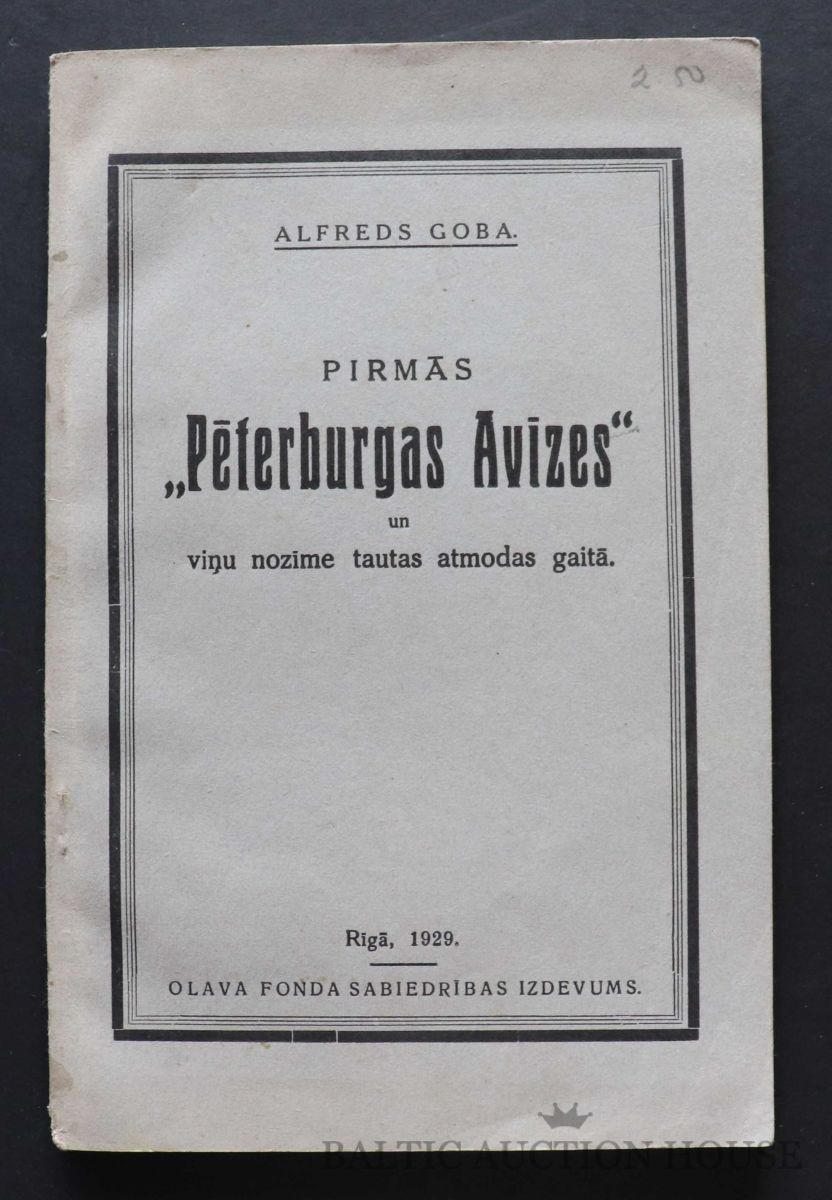 2.50
ALFREDS GOBA.
PIRMĀS
„Pēterburgas Avīzes“
un
viņu nozīme tautas atmodas gaitā.
Rīgā, 1929.
OLAVA FONDA SABIEDRĪBAS IZDEVUMS.
BALTIC AUCTION HOUSE